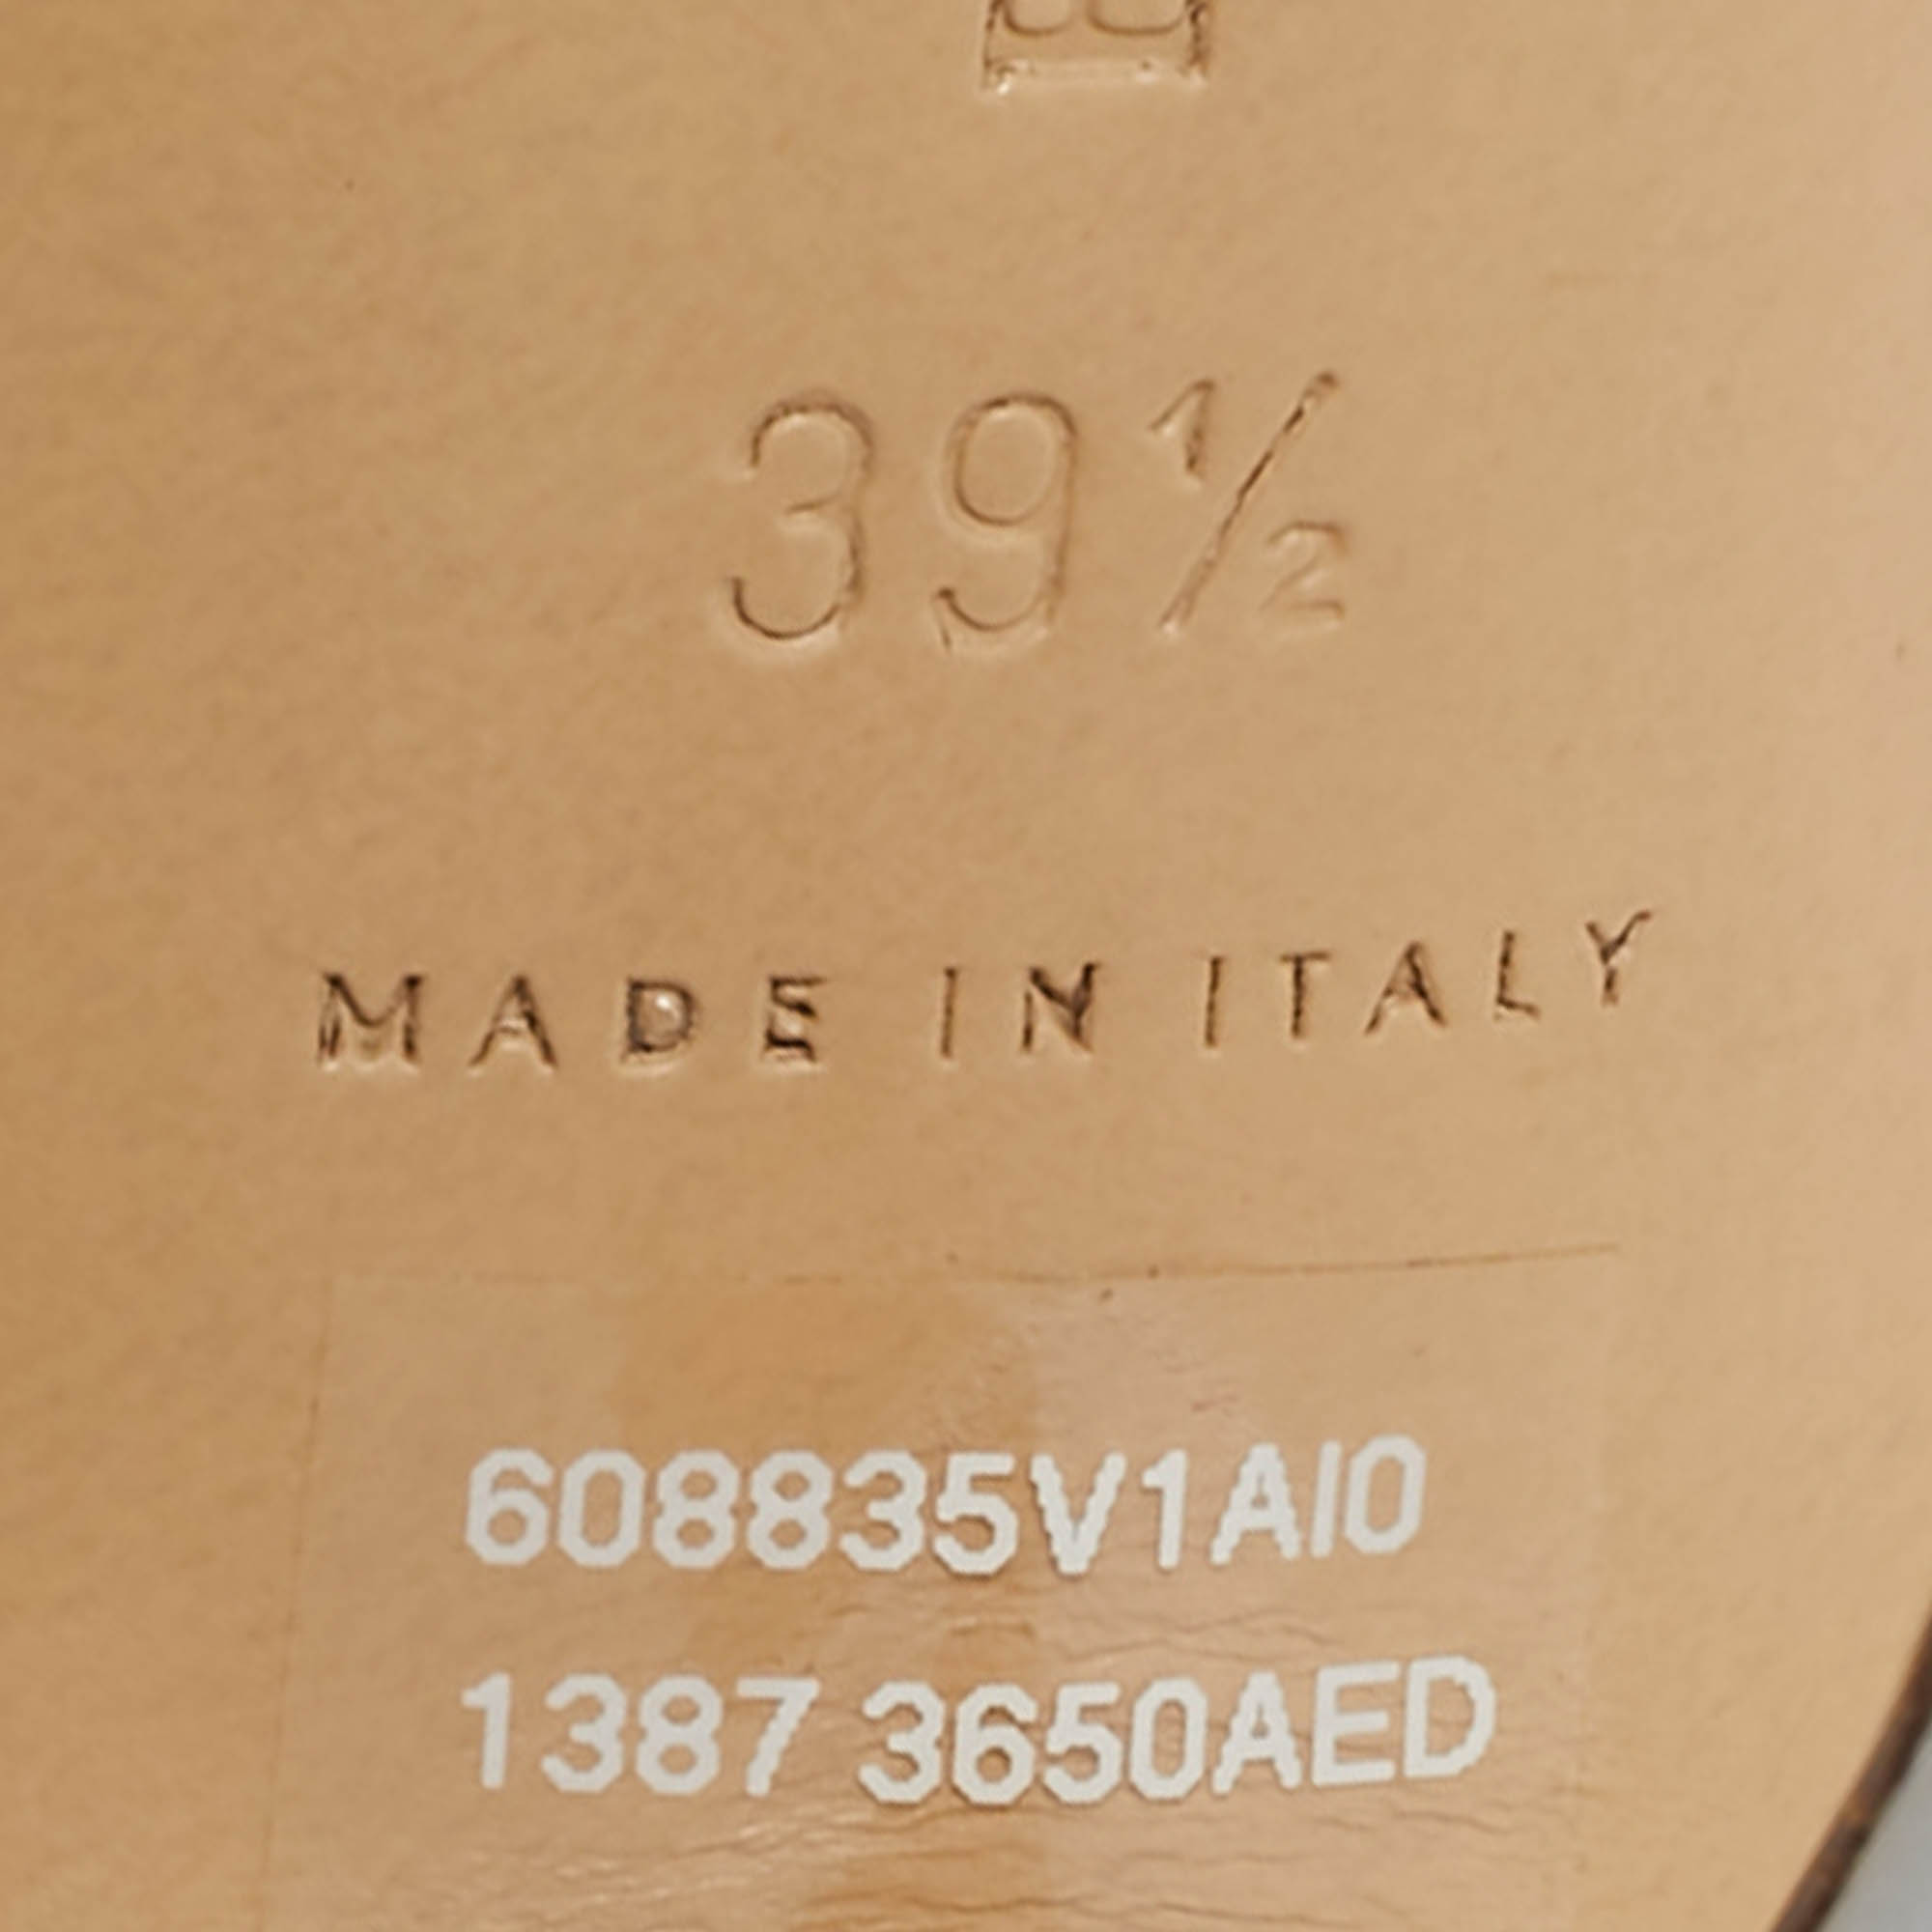 39½
MADE IN ITALY
608835V1AI0
1387 3650AED